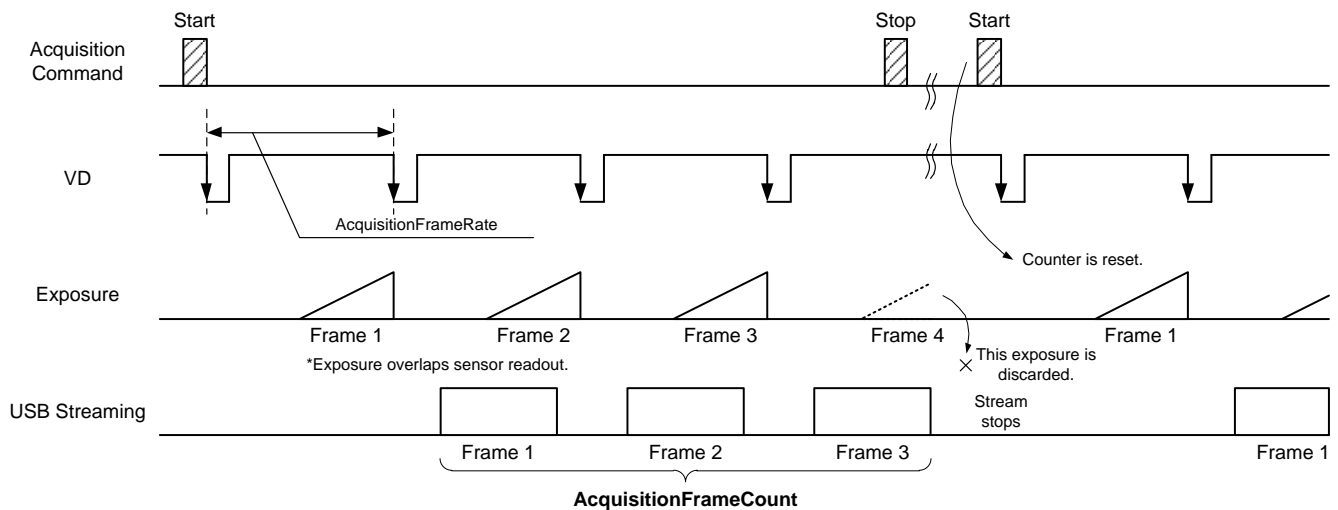 Start
Stop
Start
Acquisition
Command
VD
AcquisitionFrameRate
Counter is reset.
Exposure
Frame 1
Frame 2
Frame 3
Frame 4
Frame 1
*Exposure overlaps sensor readout.
This exposure is
discarded.
USB Streaming
Stream
stops
Frame 1
Frame 2
Frame 3
Frame 1
AcquisitionFrameCount